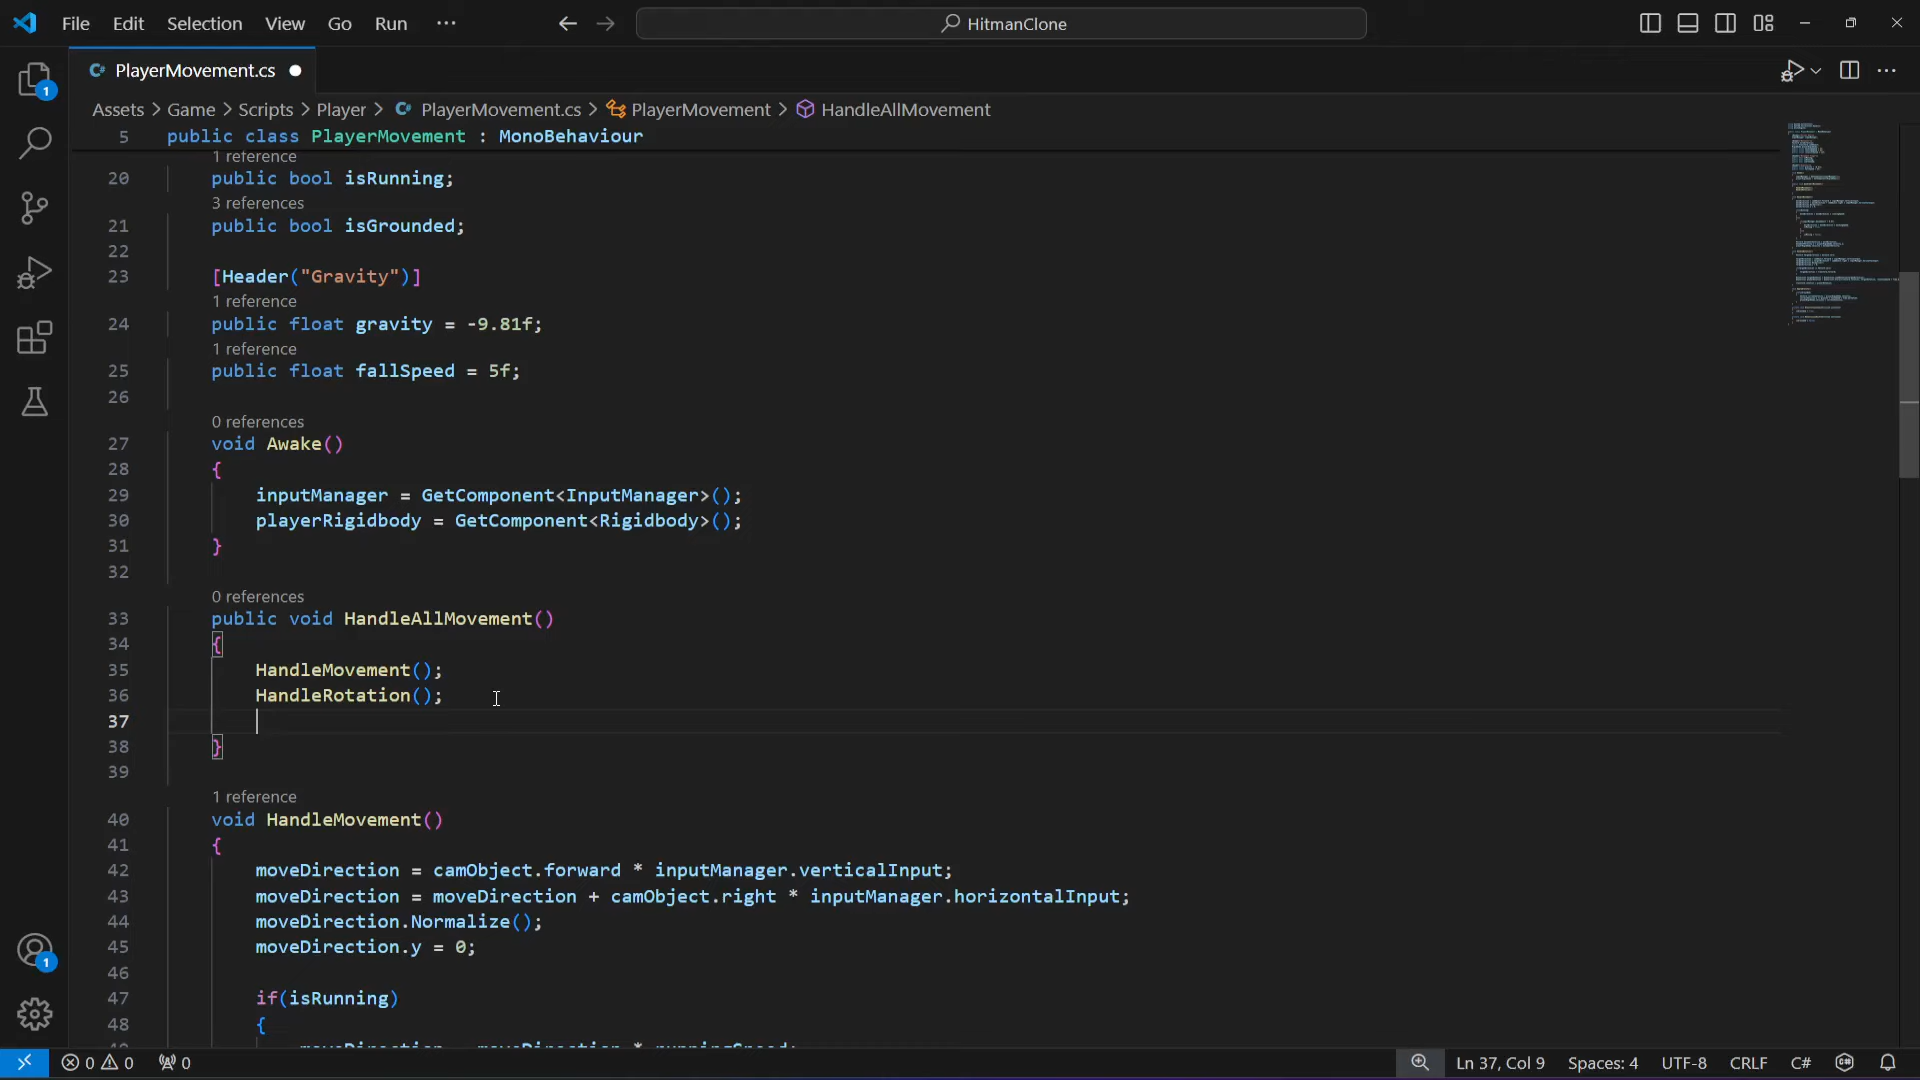 File Edit Selection View Go Run ··· HitmanClone
PlayerMovement.cs
Assets > Game > Scripts > Player > PlayerMovement.cs > PlayerMovement > HandleAllMovement
5 public class PlayerMovement : MonoBehaviour
1 reference
20 public bool isRunning;
3 references
21 public bool isGrounded;
22
23 [Header("Gravity")]
1 reference
24 public float gravity = -9.81f;
1 reference
25 public float fallSpeed = 5f;
26
0 references
27 void Awake()
28 {
29 inputManager = GetComponent<InputManager>();
30 playerRigidbody = GetComponent<Rigidbody>();
31 }
32
0 references
33 public void HandleAllMovement()
34 {
35 HandleMovement();
36 HandleRotation();
37
38 }
39
1 reference
40 void HandleMovement()
41 {
42 moveDirection = camObject.forward * inputManager.verticalInput;
43 moveDirection = moveDirection + camObject.right * inputManager.horizontalInput;
44 moveDirection.Normalize();
45 moveDirection.y = 0;
46
47 if(isRunning)
48 {
49 moveDirection = moveDirection * runningSpeed;
1
1
0 0 0 Ln 37, Col 9 Spaces: 4 UTF-8 CRLF C#